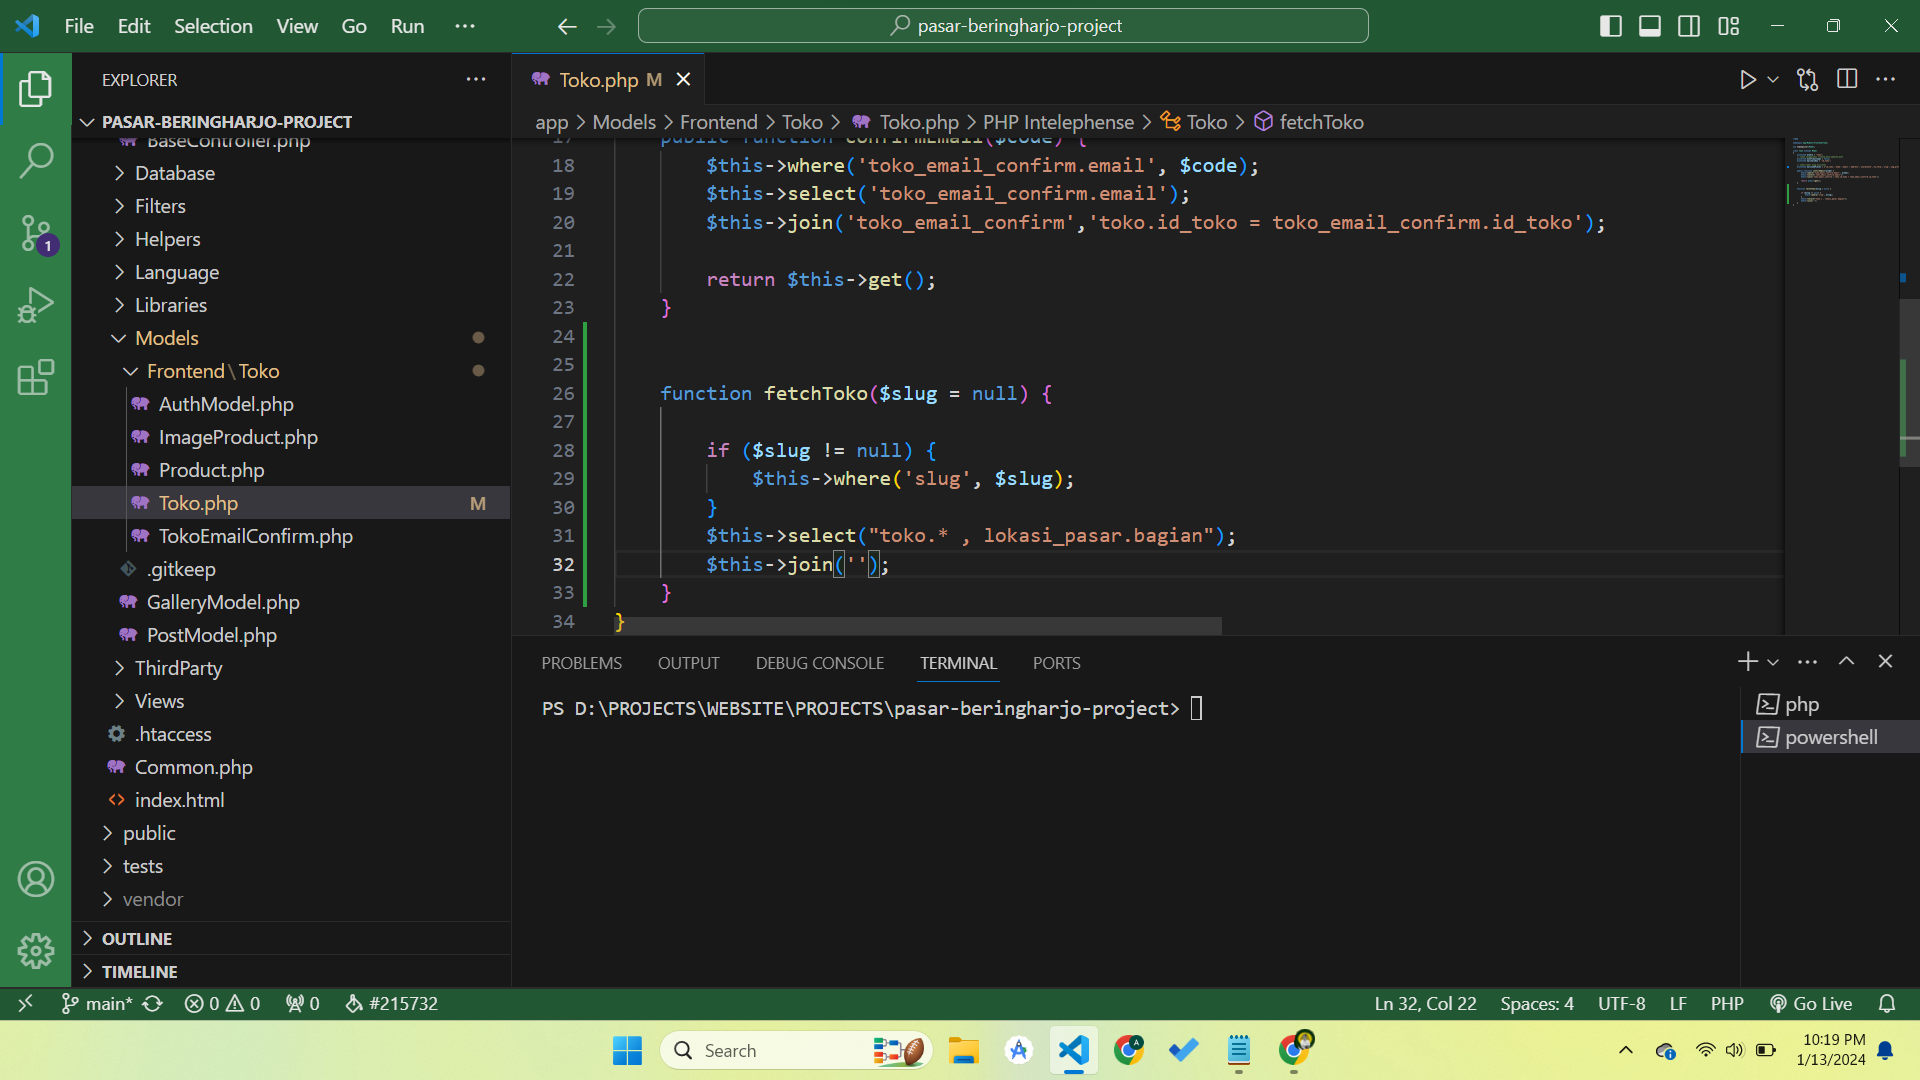 File Edit Selection View Go Run ···
pasar-beringharjo-project
EXPLORER
PASAR-BERINGHARJO-PROJECT
BaseController.php
Database
Filters
Helpers
Language
Libraries
Models
Frontend\Toko
AuthModel.php
ImageProduct.php
Product.php
Toko.php M
TokoEmailConfirm.php
.gitkeep
GalleryModel.php
PostModel.php
ThirdParty
Views
.htaccess
Common.php
index.html
public
tests
vendor
OUTLINE
TIMELINE
1
Toko.php M
app > Models > Frontend > Toko > Toko.php > PHP Intelephense > Toko > fetchToko
17 public function confirmEmail($code) {
18 $this->where('toko_email_confirm.email', $code);
19 $this->select('toko_email_confirm.email');
20 $this->join('toko_email_confirm','toko.id_toko = toko_email_confirm.id_toko');
21
22 return $this->get();
23 }
24
25
26 function fetchToko($slug = null) {
27
28 if ($slug != null) {
29 $this->where('slug', $slug);
30 }
31 $this->select("toko.* , lokasi_pasar.bagian");
32 $this->join('');
33 }
34 }
PROBLEMS OUTPUT DEBUG CONSOLE TERMINAL PORTS
PS D:\PROJECTS\WEBSITE\PROJECTS\pasar-beringharjo-project>
php
powershell
main* 0 0 0 #215732
Ln 32, Col 22 Spaces: 4 UTF-8 LF PHP Go Live
Search
10:19 PM
1/13/2024